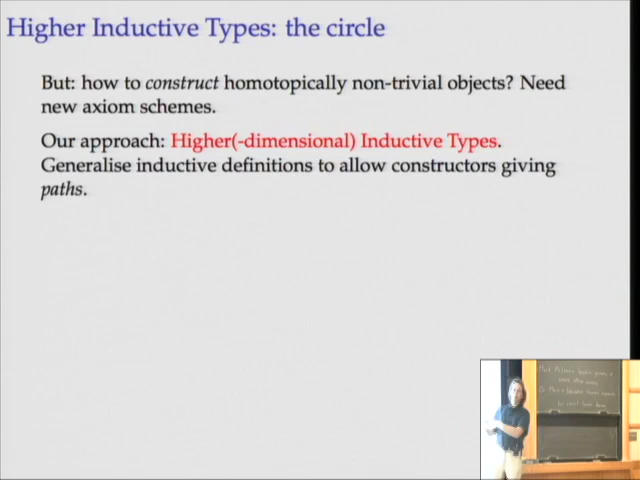 Higher Inductive Types: the circle
But: how to construct homotopically non-trivial objects? Need
new axiom schemes.
Our approach: Higher(-dimensional) Inductive Types.
Generalise inductive definitions to allow constructors giving
paths.